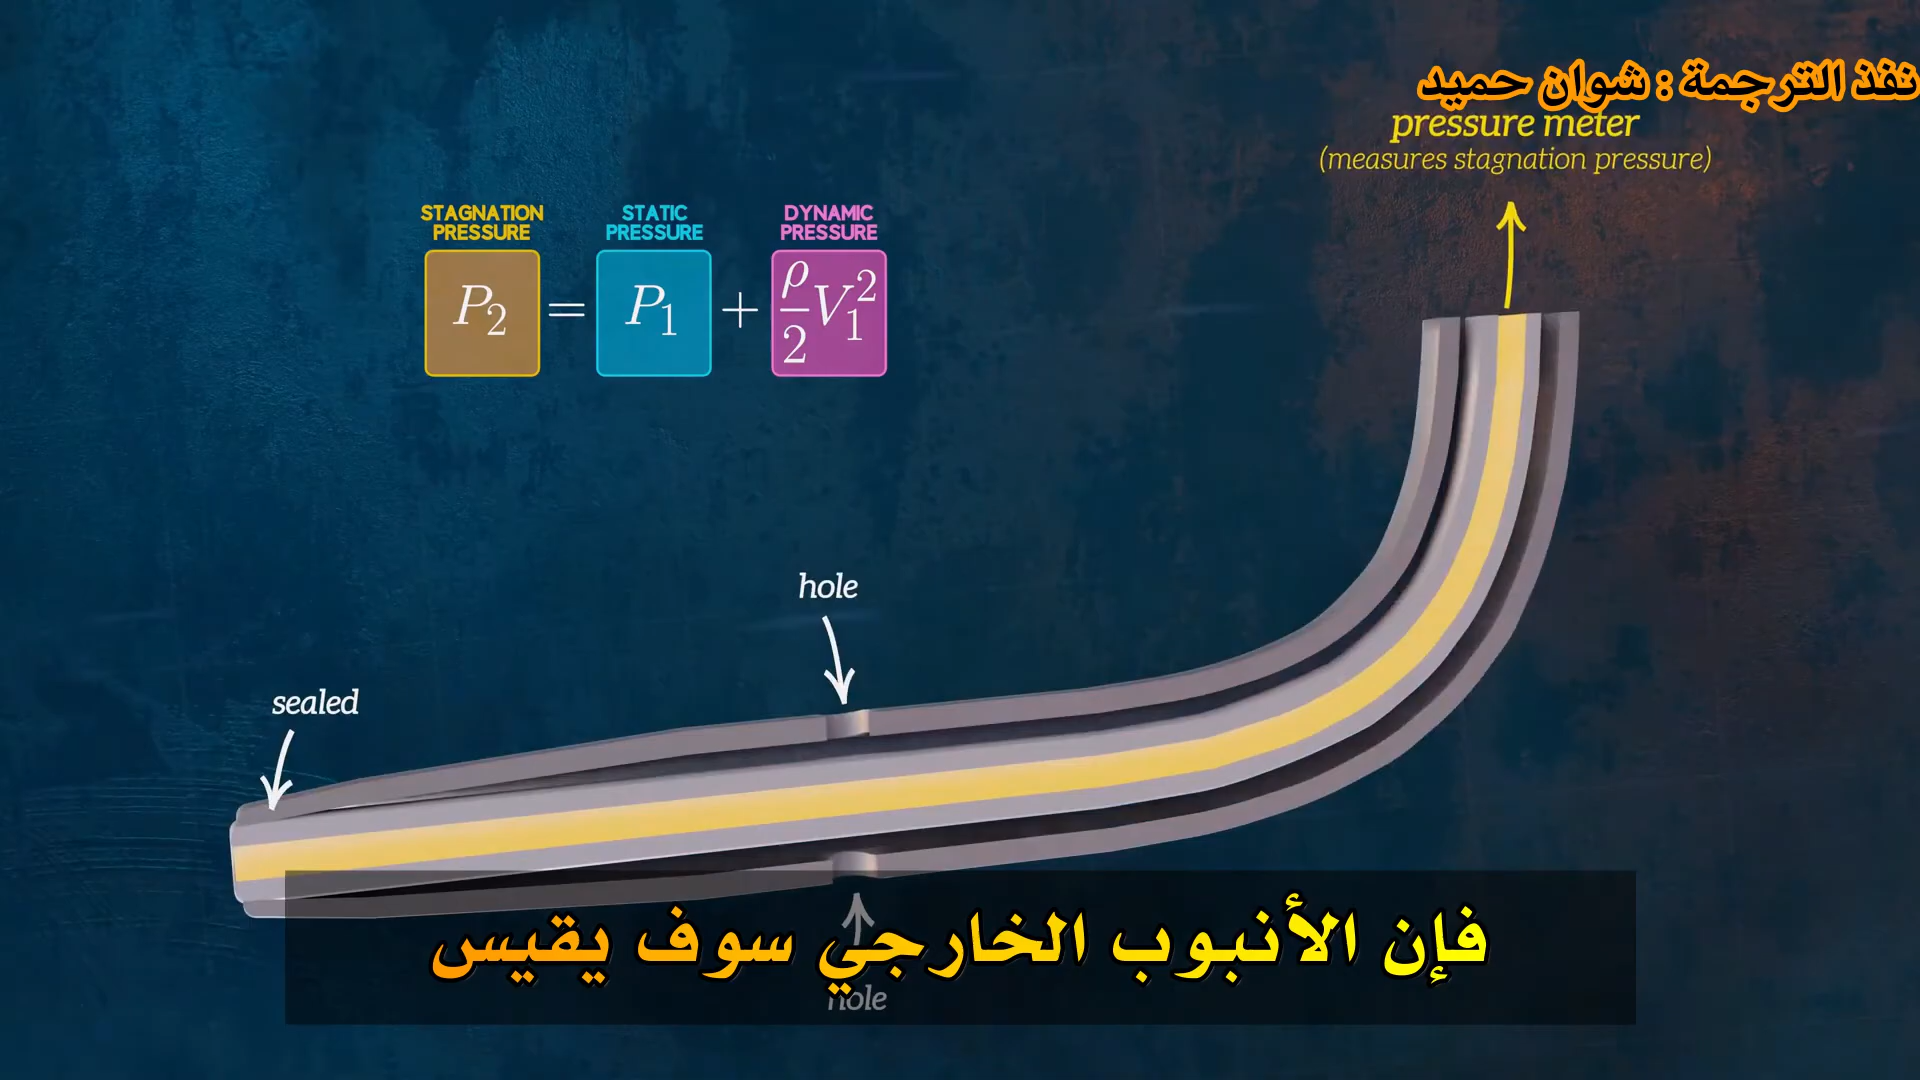 نفذ الترجمة : شوان حميد
pressure meter
(measures stagnation pressure)
STAGNATION
PRESSURE
STATIC
PRESSURE
DYNAMIC
PRESSURE
P₂ = P₁ + ρ/2 V₁²
hole
sealed
فإن الأنبوب الخارجي سوف يقيس
hole